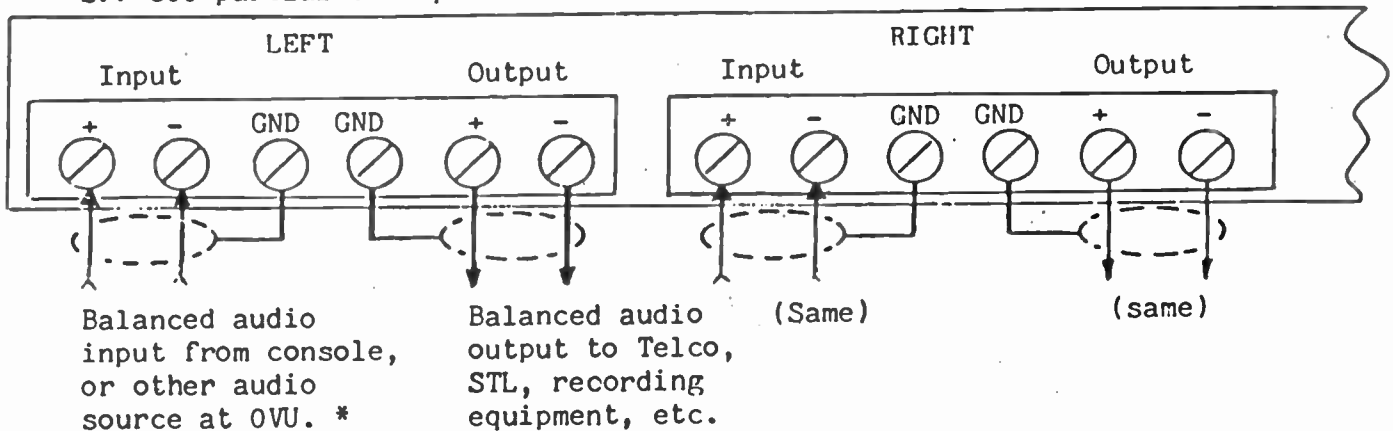 LEFT
RIGHT
Input
Output
Input
Output
+ - GND GND + -
+ - GND GND + -
Balanced audio
input from console,
or other audio
source at 0VU. *
Balanced audio
output to Telco,
STL, recording
equipment, etc.
(Same)
(same)